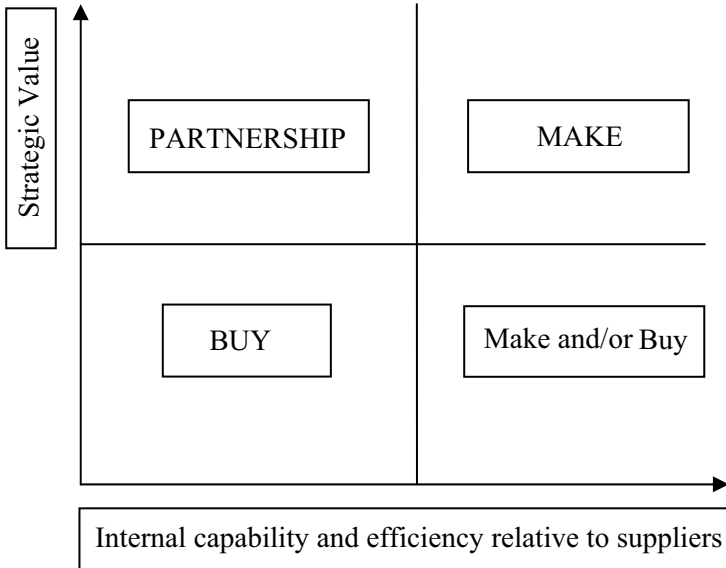 Strategic Value
PARTNERSHIP
MAKE
BUY
Make and/or Buy
Internal capability and efficiency relative to suppliers